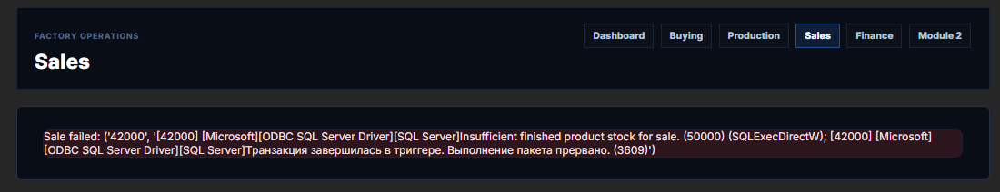 FACTORY OPERATIONS
Sales
Dashboard
Buying
Production
Sales
Finance
Module 2
Sale failed: ('42000', '[42000] [Microsoft][ODBC SQL Server Driver][SQL Server]Insufficient finished product stock for sale. (50000) (SQLExecDirectW); [42000] [Microsoft]
[ODBC SQL Server Driver][SQL Server]Транзакция завершилась в триггере. Выполнение пакета прервано. (3609)')